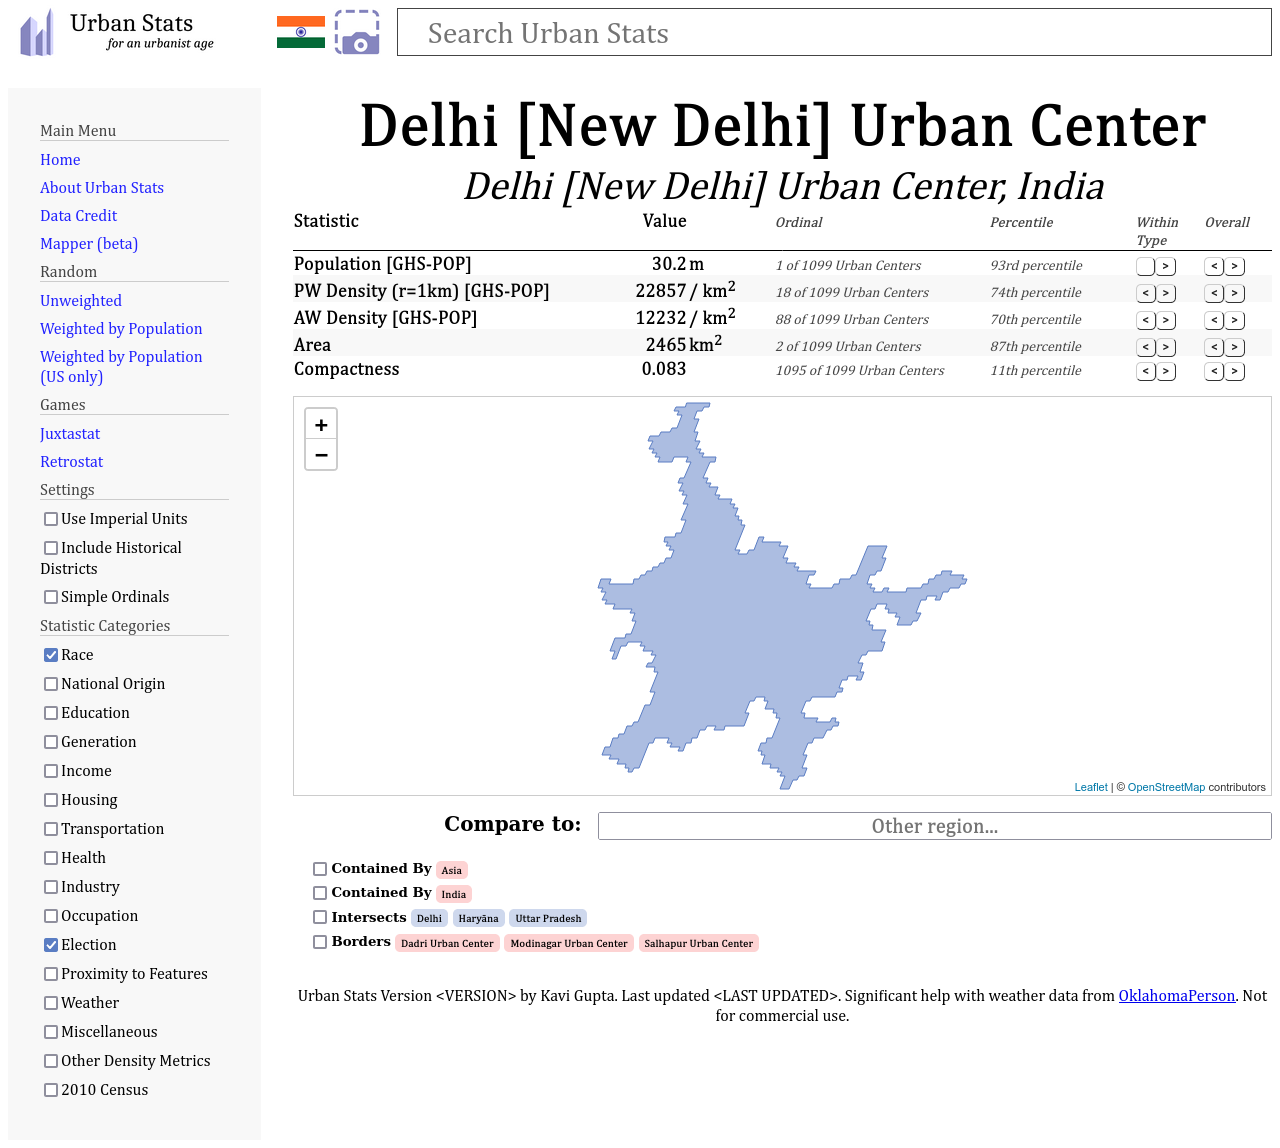 Urban Stats
for an urbanist age
Search Urban Stats
Main Menu
Home
About Urban Stats
Data Credit
Mapper (beta)
Random
Unweighted
Weighted by Population
Weighted by Population
(US only)
Games
Juxtastat
Retrostat
Settings
Use Imperial Units
Include Historical
Districts
Simple Ordinals
Statistic Categories
Race
National Origin
Education
Generation
Income
Housing
Transportation
Health
Industry
Occupation
Election
Proximity to Features
Weather
Miscellaneous
Other Density Metrics
2010 Census
Delhi [New Delhi] Urban Center
Delhi [New Delhi] Urban Center, India
Statistic Value Ordinal Percentile Within Overall
Type
Population [GHS-POP] 30.2 m 1 of 1099 Urban Centers 93rd percentile > < >
PW Density (r=1km) [GHS-POP] 22857 / km² 18 of 1099 Urban Centers 74th percentile < > < >
AW Density [GHS-POP] 12232 / km² 88 of 1099 Urban Centers 70th percentile < > < >
Area 2465 km² 2 of 1099 Urban Centers 87th percentile < > < >
Compactness 0.083 1095 of 1099 Urban Centers 11th percentile < > < >
+
−
Leaflet | © OpenStreetMap contributors
Compare to: Other region...
Contained By Asia
Contained By India
Intersects Delhi Haryāna Uttar Pradesh
Borders Dadri Urban Center Modinagar Urban Center Salhapur Urban Center
Urban Stats Version <VERSION> by Kavi Gupta. Last updated <LAST UPDATED>. Significant help with weather data from OklahomaPerson. Not
for commercial use.